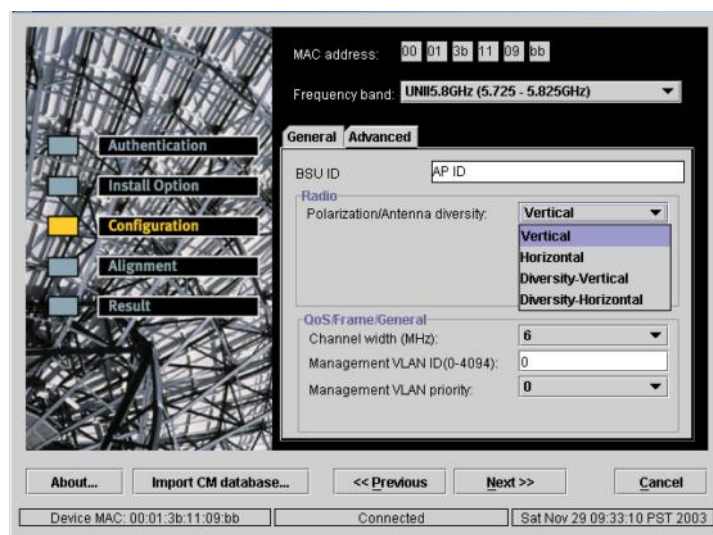 MAC address: 00 01 3b 11 09 bb
Frequency band: UNII5.8GHz (5.725 - 5.825GHz)
General Advanced
Authentication
Install Option
Configuration
Alignment
Result
BSU ID AP ID
Radio
Polarization/Antenna diversity: Vertical
Vertical
Horizontal
Diversity-Vertical
Diversity-Horizontal
QoS/Frame/General
Channel width (MHz): 6
Management VLAN ID(0-4094): 0
Management VLAN priority: 0
About... Import CM database... << Previous Next >> Cancel
Device MAC: 00:01:3b:11:09:bb Connected Sat Nov 29 09:33:10 PST 2003